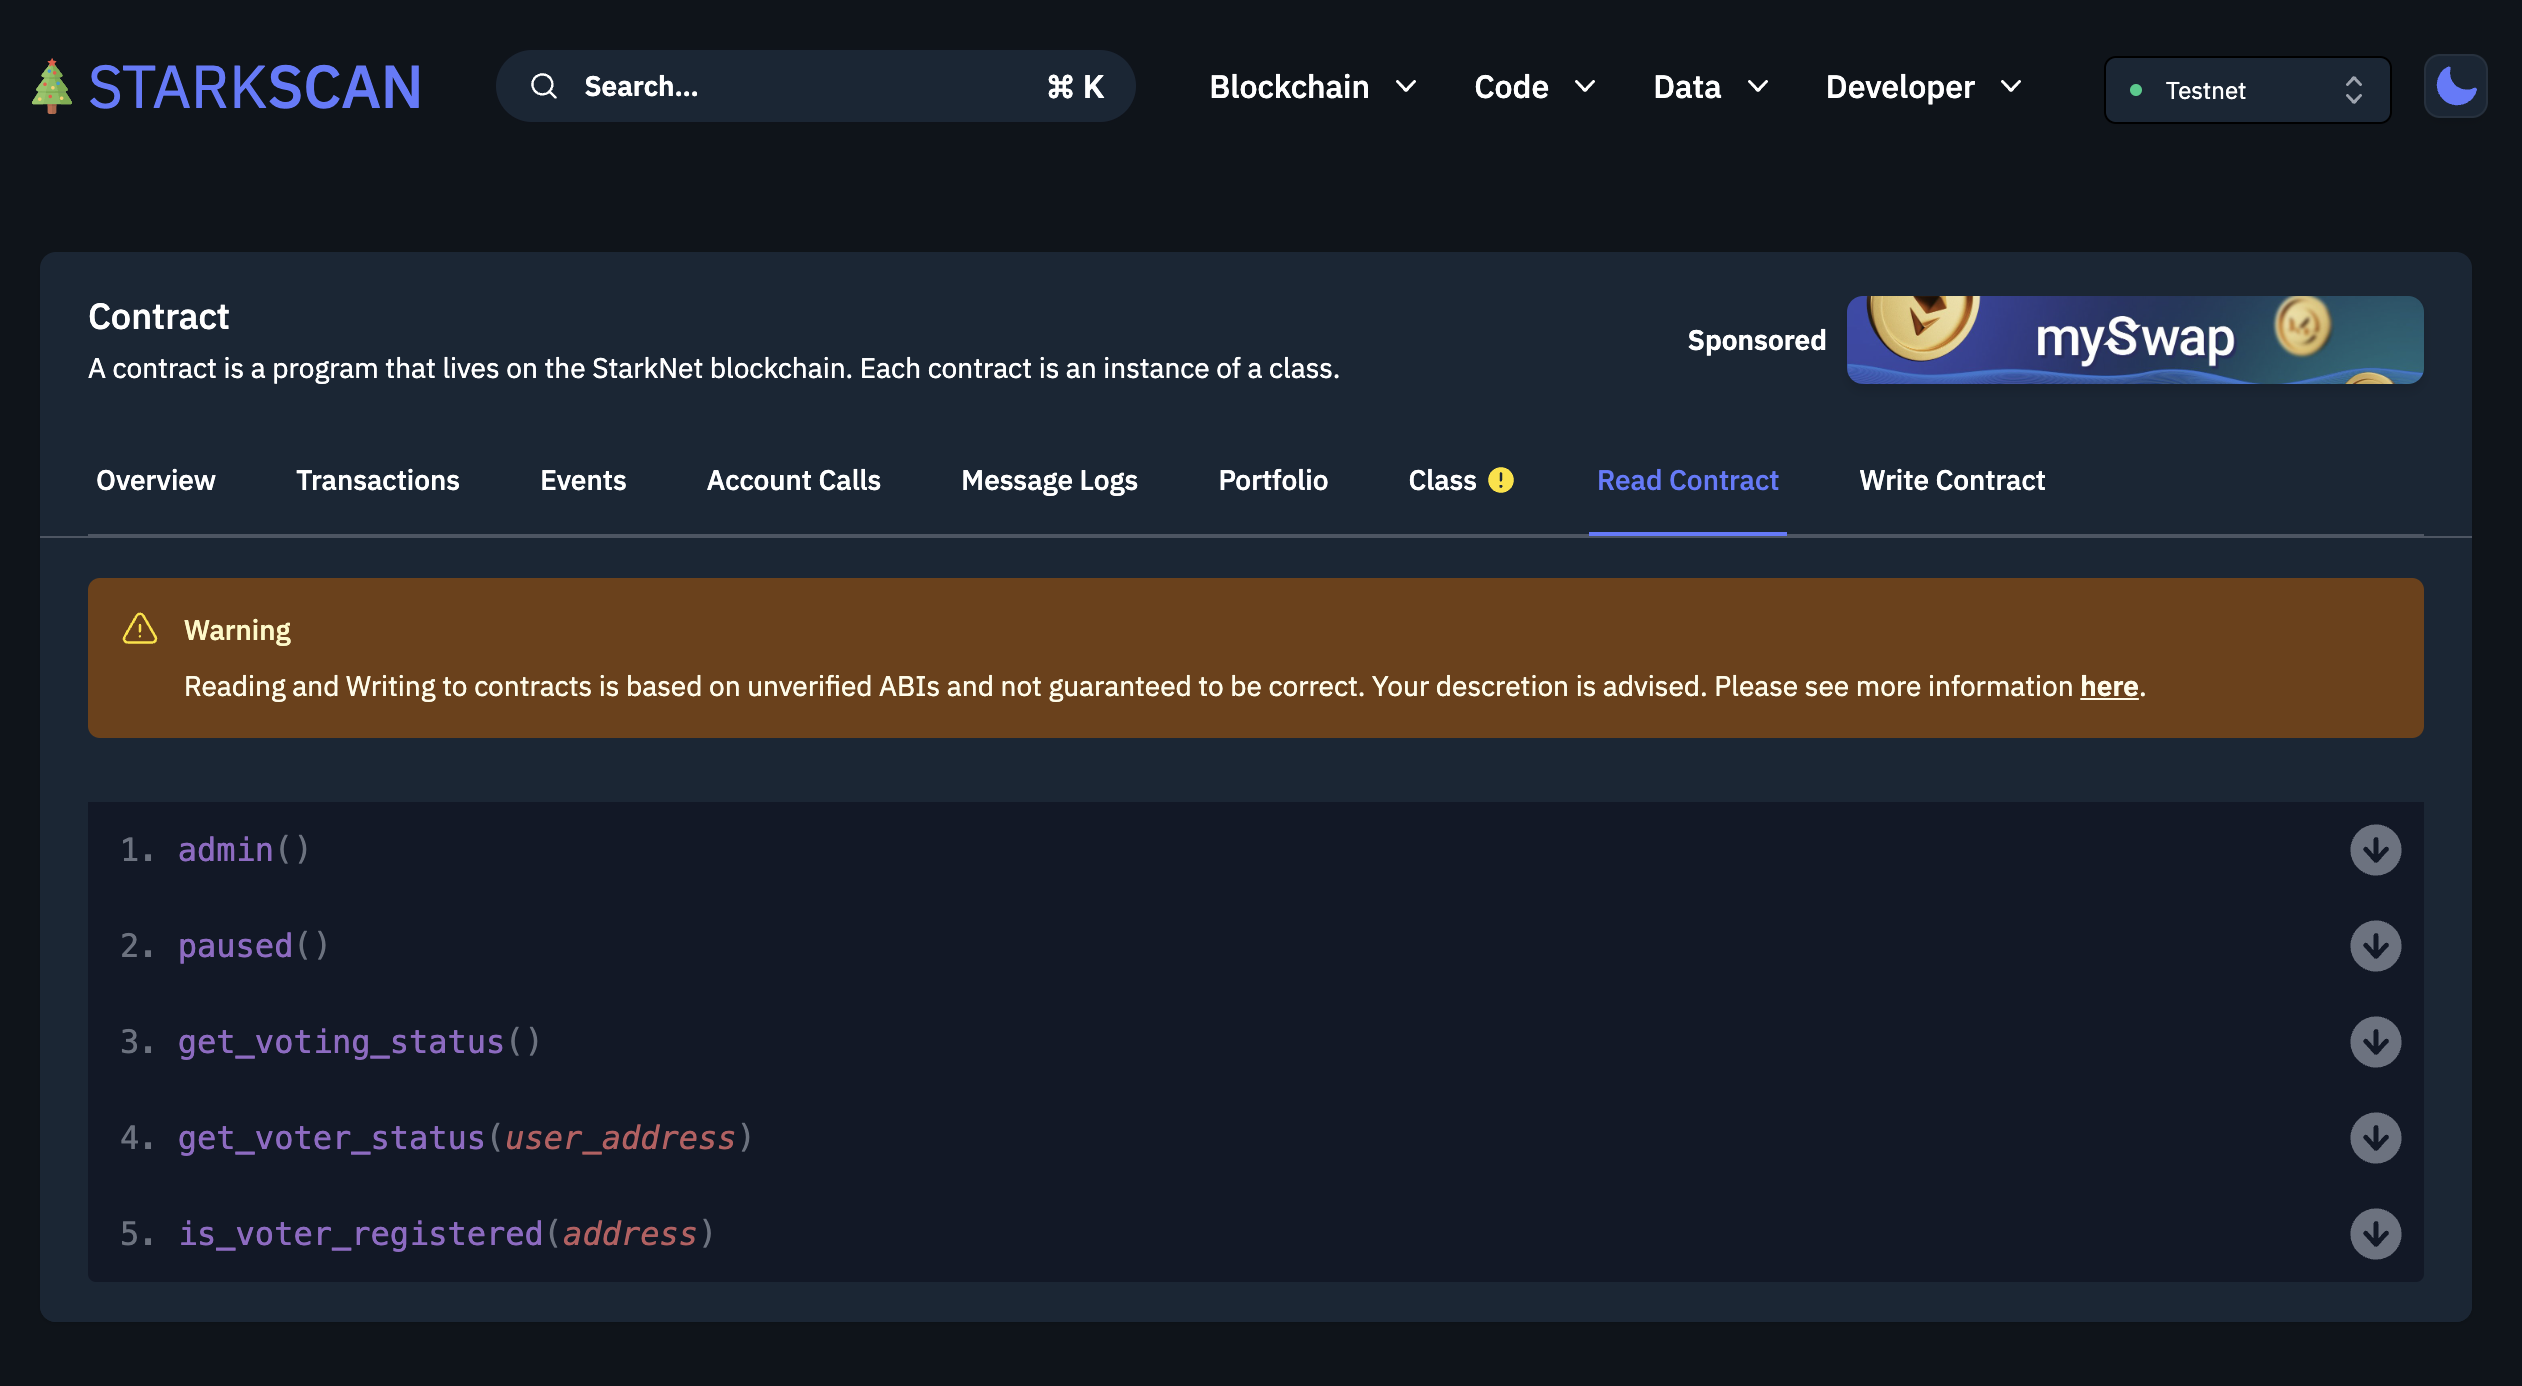 STARKSCAN
Search... ⌘ K
Blockchain Code Data Developer
Testnet
Contract
A contract is a program that lives on the StarkNet blockchain. Each contract is an instance of a class.
Sponsored
mySwap
Overview Transactions Events Account Calls Message Logs Portfolio Class Read Contract Write Contract
Warning
Reading and Writing to contracts is based on unverified ABIs and not guaranteed to be correct. Your descretion is advised. Please see more information here.
1. admin()
2. paused()
3. get_voting_status()
4. get_voter_status(user_address)
5. is_voter_registered(address)